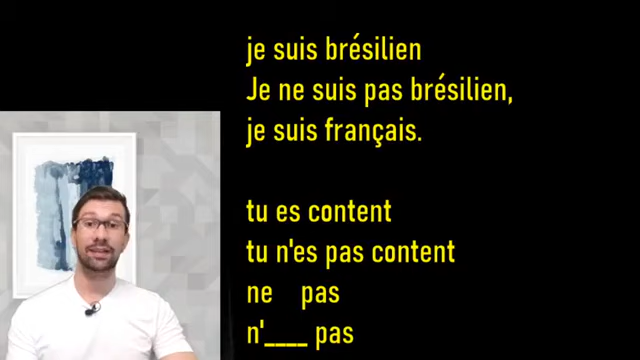 je suis brésilien
Je ne suis pas brésilien,
je suis français.
tu es content
tu n'es pas content
ne pas
n'____ pas